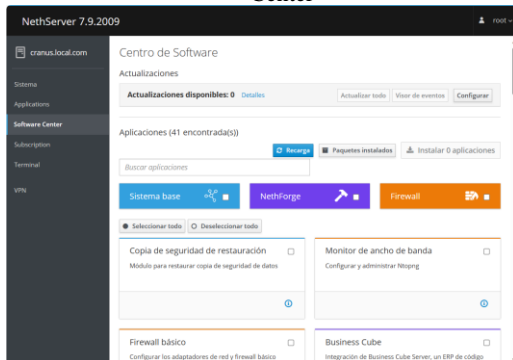 Center
NethServer 7.9.2009
root
cranus.local.com
Sistema
Applications
Software Center
Subscription
Terminal
VPN
Centro de Software
Actualizaciones
Actualizaciones disponibles: 0 Detalles
Actualizar todo Visor de eventos Configurar
Aplicaciones (41 encontrada(s))
Recarga Paquetes instalados Instalar 0 aplicaciones
Buscar aplicaciones
Sistema base NethForge Firewall
Seleccionar todo Deseleccionar todo
Copia de seguridad de restauración
Módulo para restaurar copia de seguridad de datos
Monitor de ancho de banda
Configurar y administrar Ntopng
Firewall básico
Configurar los adaptadores de red y firewall básico
Business Cube
Integración de Business Cube Server, un ERP de código